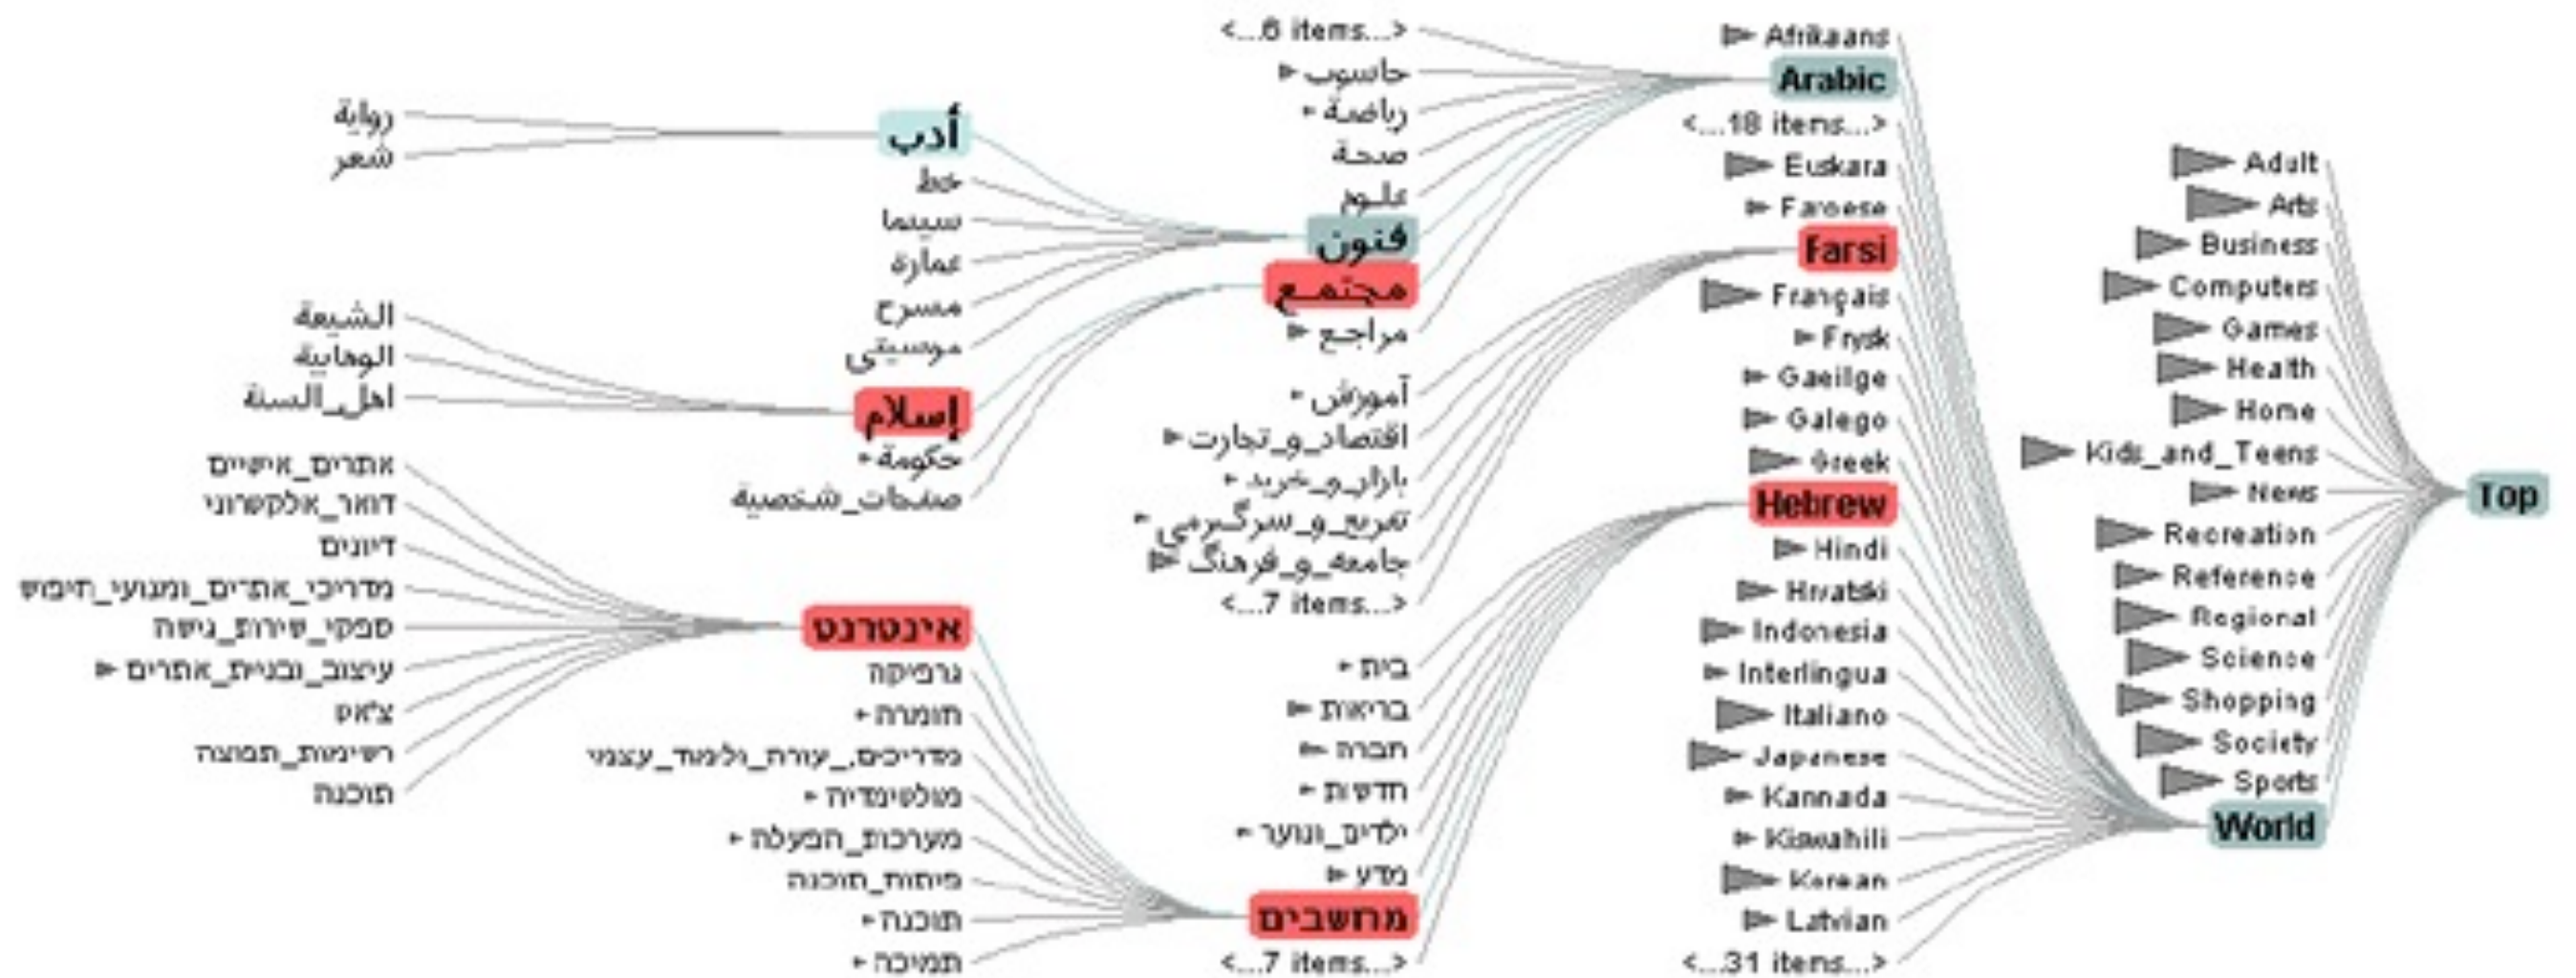 Top
Adult
Arts
Business
Computers
Games
Health
Home
Kids_and_Teens
News
Recreation
Reference
Regional
Science
Shopping
Society
Sports
World
Afrikaans
Arabic
<...18 items...>
Euskara
Faroese
Farsi
Français
Frysk
Gaeilge
Galego
Greek
Hebrew
Hindi
Hrvatski
Indonesia
Interlingua
Italiano
Japanese
Kannada
Kiswahili
Korean
Latvian
<...31 items...>
<...6 items...>
حاسوب
رياضة
صحة
علوم
فنون
مجتمع
مراجع
آموزش
اقتصاد_و_تجارت
بازار_و_خرید
تفریح_و_سرگرمی
جامعه_و_فرهنگ
<...7 items...>
בית
בריאות
חברה
חדשות
ילדים_ונוער
מדע
מחשבים
<...7 items...>
أدب
خط
سينما
عمارة
مسرح
موسيقى
إسلام
حكومة
صفحات_شخصية
אינטרנט
גרפיקה
חומרה
מדריכים,_עזרה_ולימוד_עצמי
מולטימדיה
מערכות_הפעלה
פיתוח_תוכנה
תוכנה
תמיכה
رواية
شعر
الشيعة
الوهابية
اهل_السنة
אתרים_אישיים
דואר_אלקטרוני
דיונים
מדריכי_אתרים_ומנועי_חיפוש
ספקי_שירות_גישה
עיצוב_ובניית_אתרים
צ'אט
רשימות_תפוצה
תוכנה